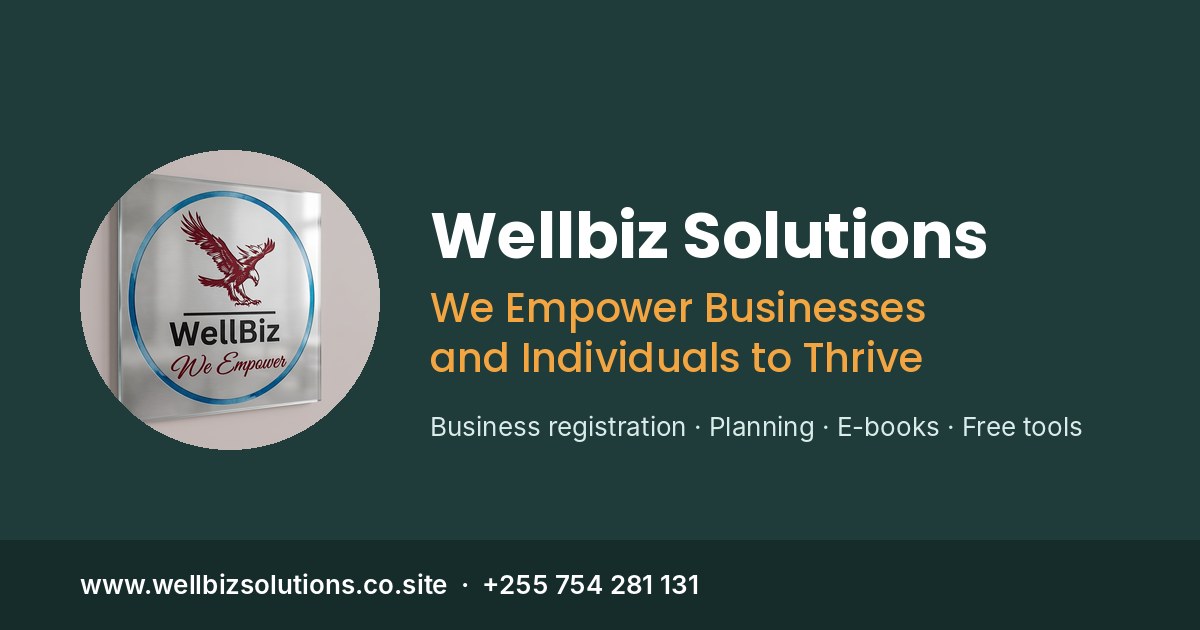 WellBiz
We Empower
Wellbiz Solutions
We Empower Businesses
and Individuals to Thrive
Business registration · Planning · E-books · Free tools
www.wellbizsolutions.co.site · +255 754 281 131